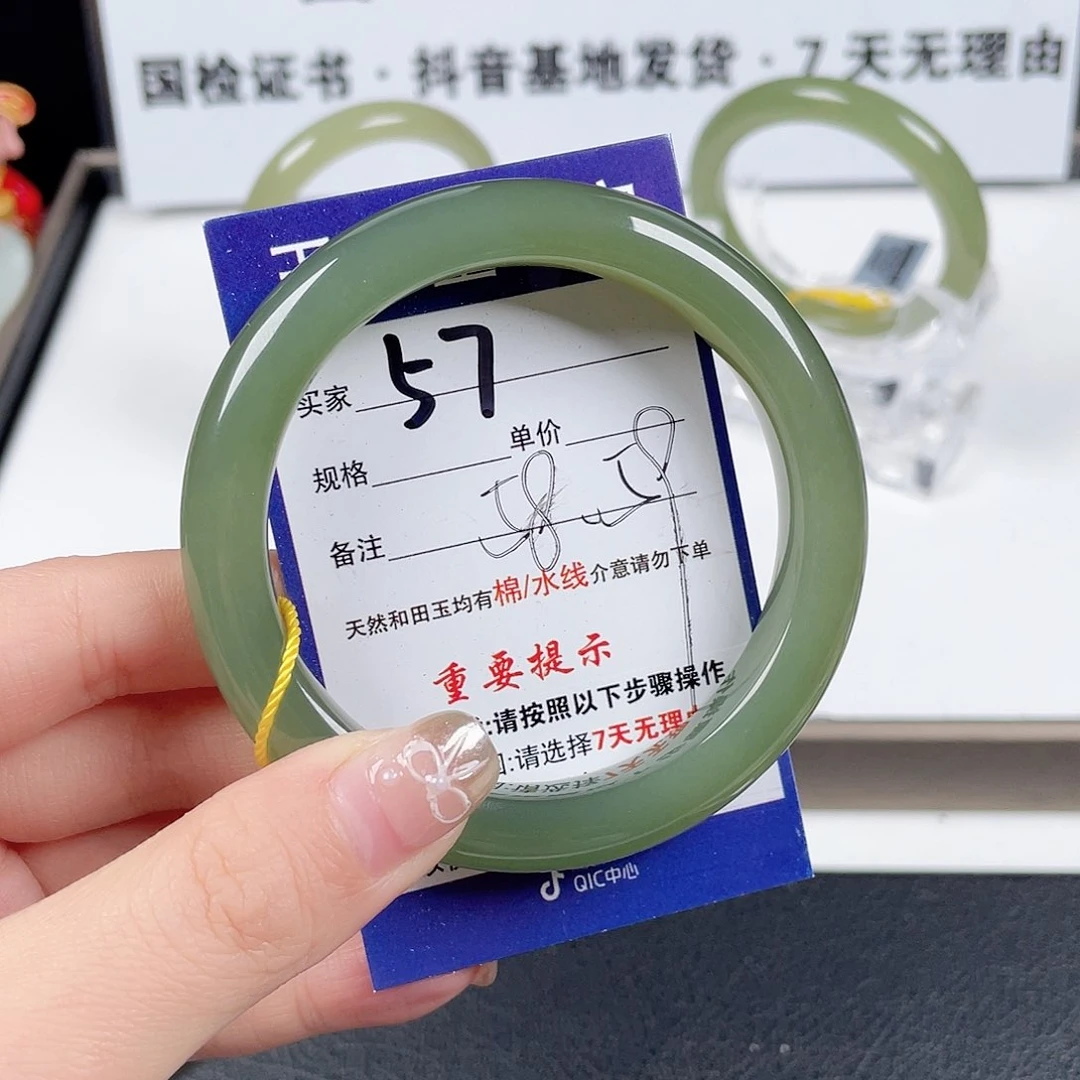 国检证书·抖音基地发货·7天无理由
买家 57
规格
单价
备注
天然和田玉均有棉/水线介意请勿下单
重要提示
:请按照以下步骤操作
:请选择7天无理
QIC中心